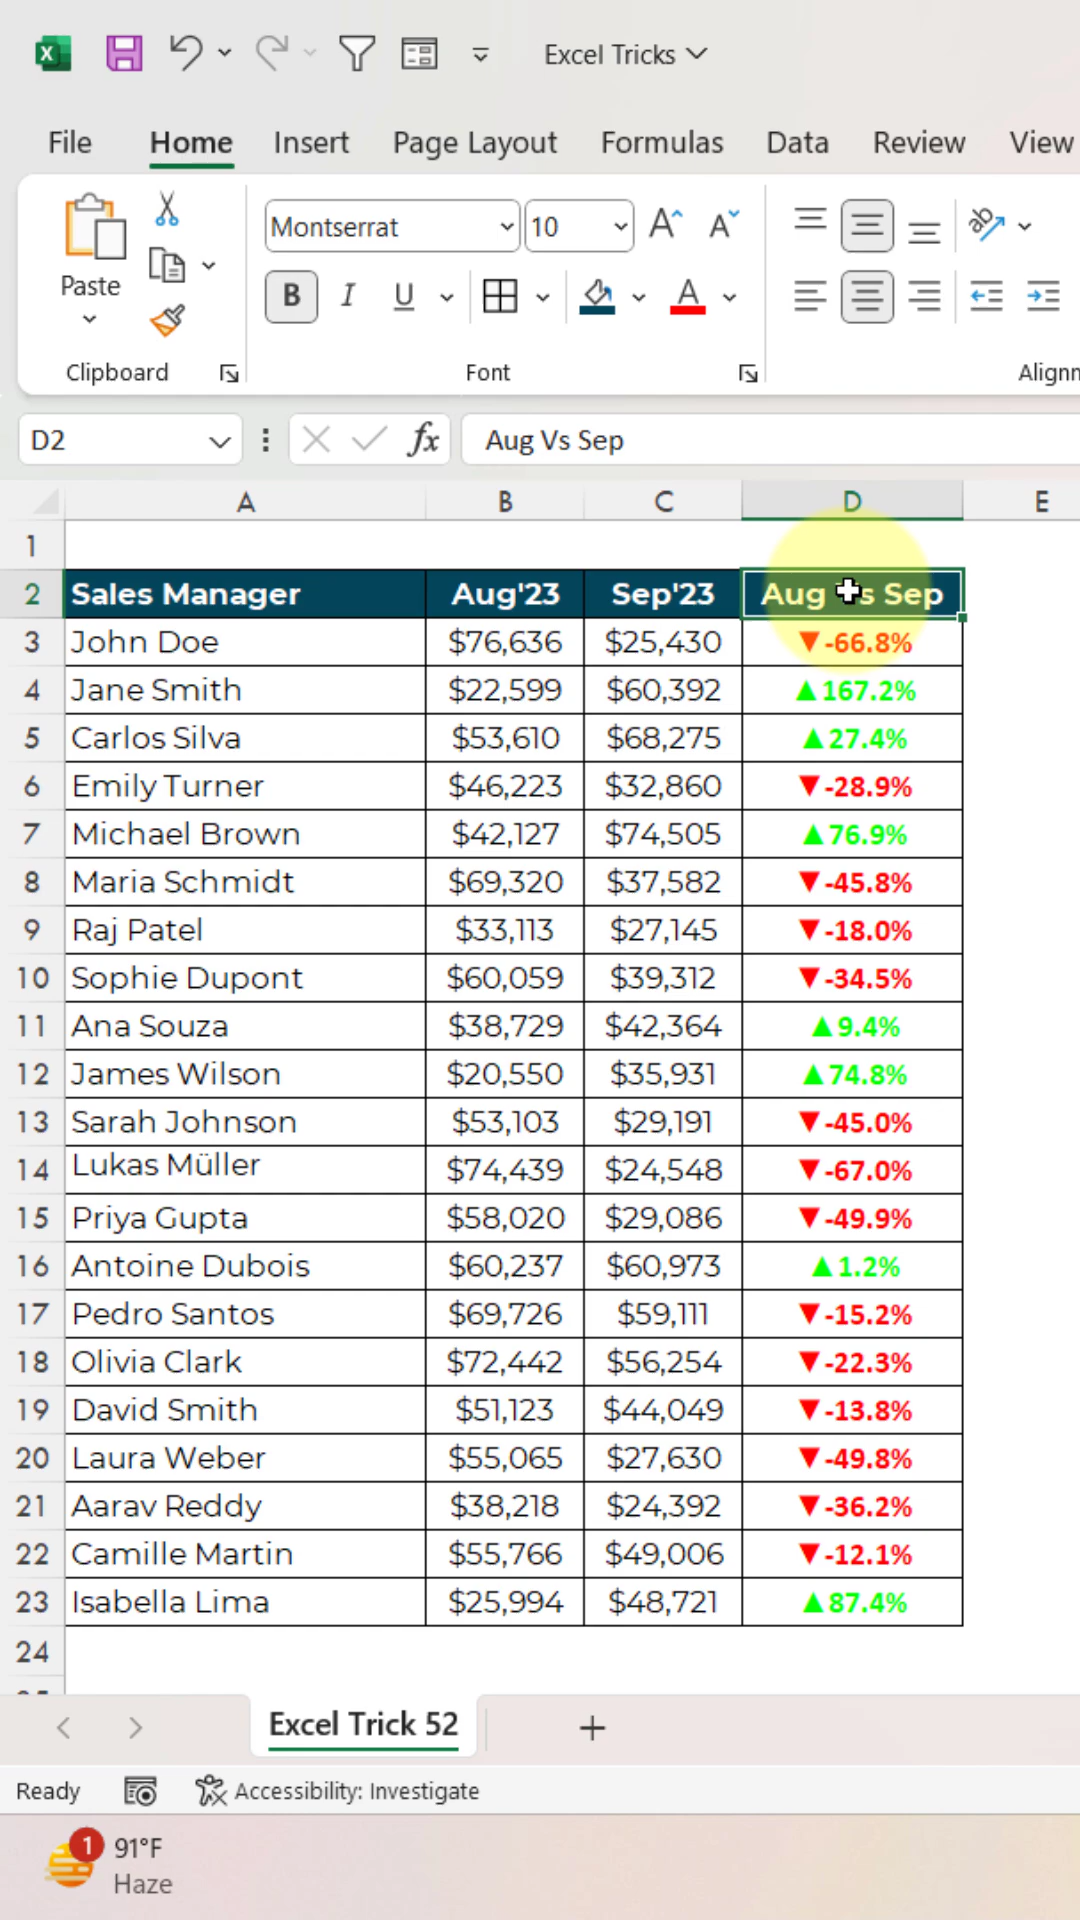 Excel Tricks
File Home Insert Page Layout Formulas Data Review View
Paste
Montserrat 10
B I U A
Clipboard Font Alignm
D2 fx Aug Vs Sep
A B C D E
1
2 Sales Manager Aug'23 Sep'23 Aug Vs Sep
3 John Doe $76,636 $25,430 ▼-66.8%
4 Jane Smith $22,599 $60,392 ▲167.2%
5 Carlos Silva $53,610 $68,275 ▲27.4%
6 Emily Turner $46,223 $32,860 ▼-28.9%
7 Michael Brown $42,127 $74,505 ▲76.9%
8 Maria Schmidt $69,320 $37,582 ▼-45.8%
9 Raj Patel $33,113 $27,145 ▼-18.0%
10 Sophie Dupont $60,059 $39,312 ▼-34.5%
11 Ana Souza $38,729 $42,364 ▲9.4%
12 James Wilson $20,550 $35,931 ▲74.8%
13 Sarah Johnson $53,103 $29,191 ▼-45.0%
14 Lukas Müller $74,439 $24,548 ▼-67.0%
15 Priya Gupta $58,020 $29,086 ▼-49.9%
16 Antoine Dubois $60,237 $60,973 ▲1.2%
17 Pedro Santos $69,726 $59,111 ▼-15.2%
18 Olivia Clark $72,442 $56,254 ▼-22.3%
19 David Smith $51,123 $44,049 ▼-13.8%
20 Laura Weber $55,065 $27,630 ▼-49.8%
21 Aarav Reddy $38,218 $24,392 ▼-36.2%
22 Camille Martin $55,766 $49,006 ▼-12.1%
23 Isabella Lima $25,994 $48,721 ▲87.4%
24
Excel Trick 52
Ready Accessibility: Investigate
1 91°F
Haze